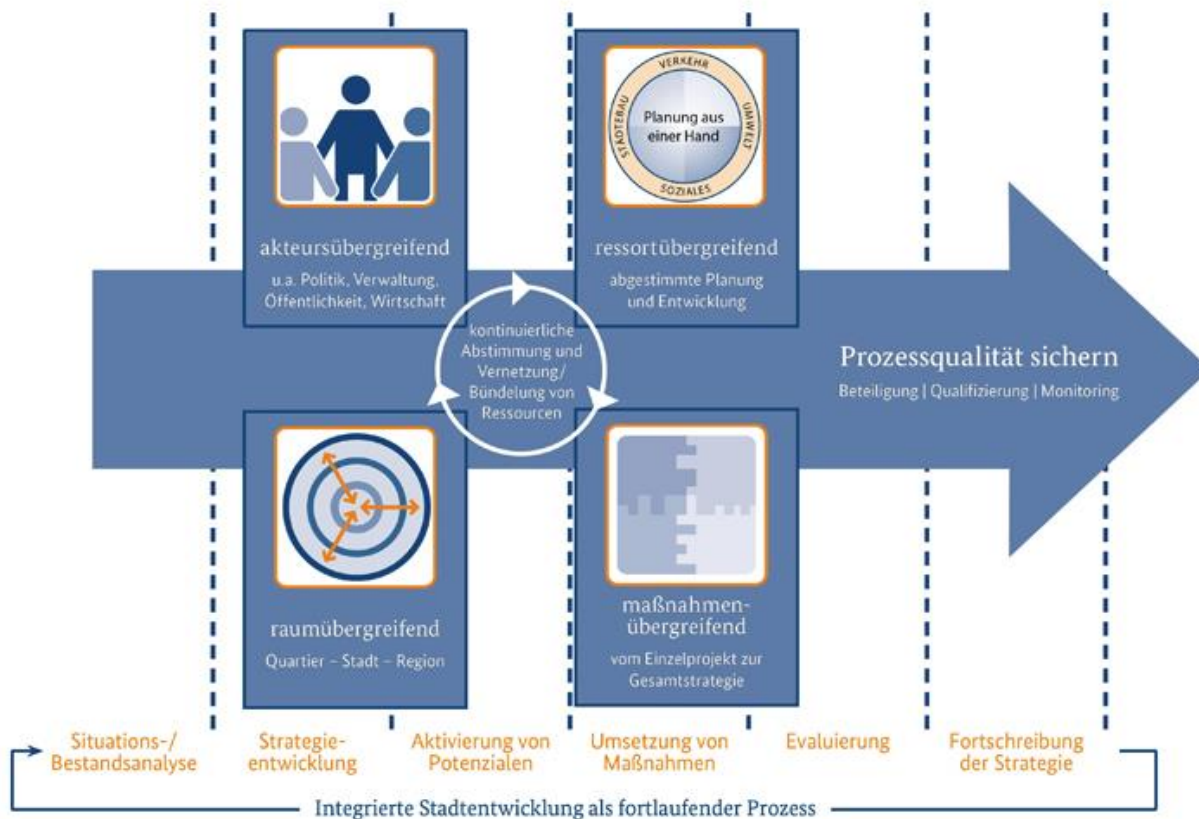 VERKEHR
STÄDTEBAU
UMWELT
SOZIALES
Planung aus
einer Hand
akteursübergreifend
u.a. Politik, Verwaltung,
Öffentlichkeit, Wirtschaft
ressortübergreifend
abgestimmte Planung
und Entwicklung
kontinuierliche
Abstimmung und
Vernetzung/
Bündelung von
Ressourcen
Prozessqualität sichern
Beteiligung | Qualifizierung | Monitoring
raumübergreifend
Quartier – Stadt – Region
maßnahmen-
übergreifend
vom Einzelprojekt zur
Gesamtstrategie
Situations-/
Bestandsanalyse
Strategie-
entwicklung
Aktivierung von
Potenzialen
Umsetzung von
Maßnahmen
Evaluierung
Fortschreibung
der Strategie
Integrierte Stadtentwicklung als fortlaufender Prozess